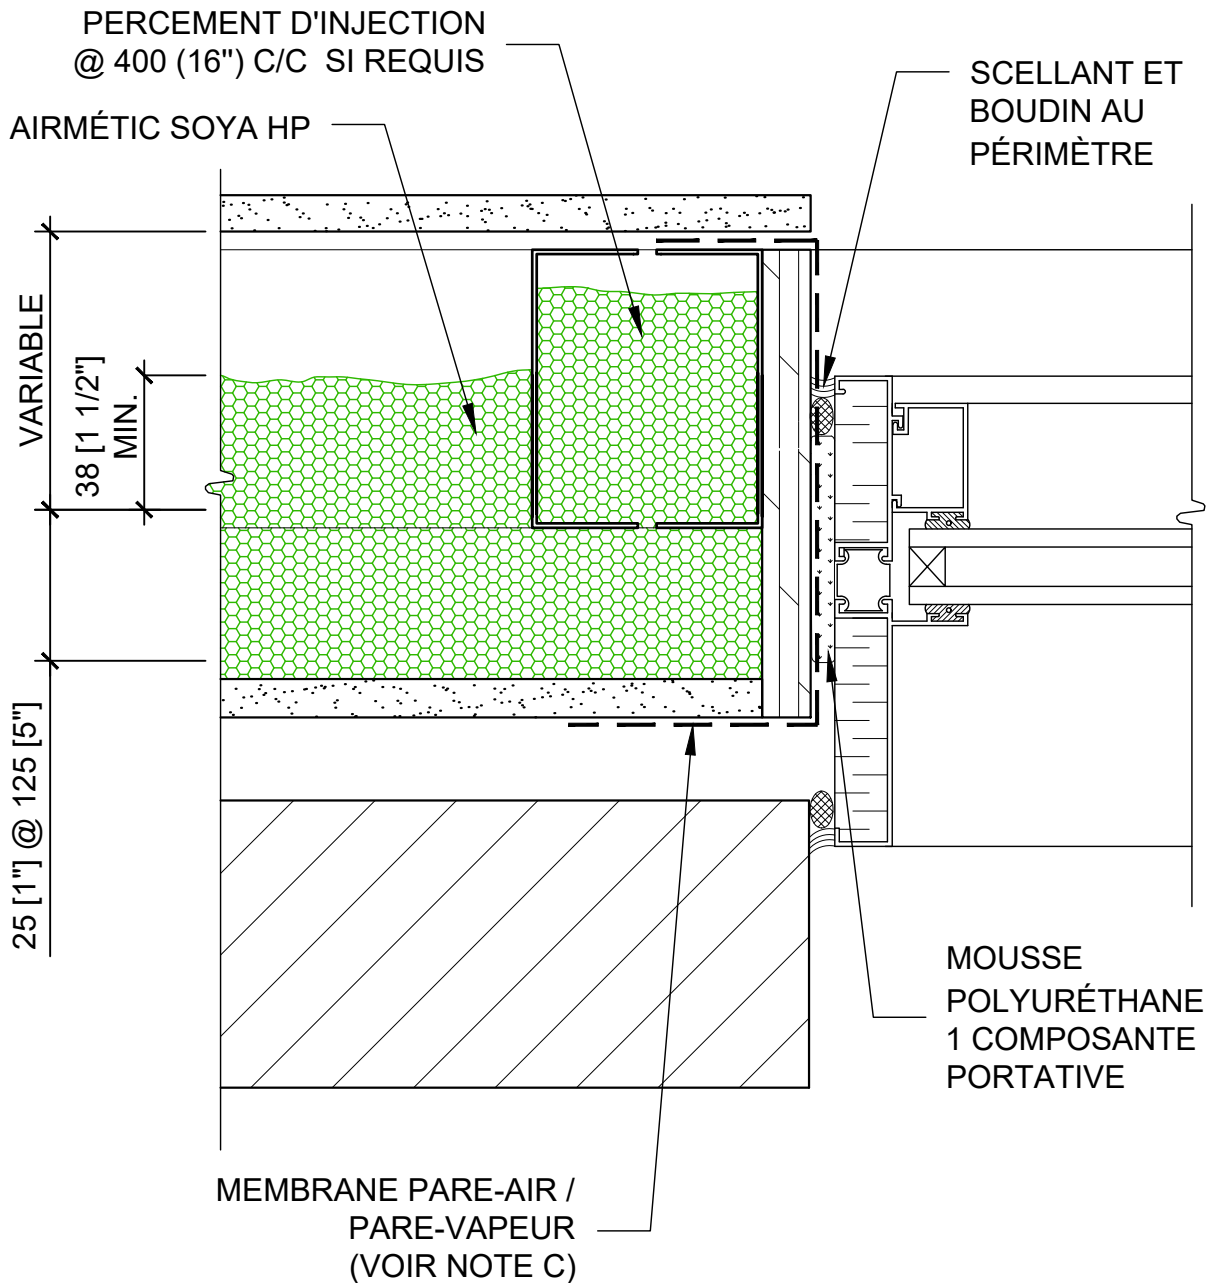 PERCEMENT D'INJECTION
@ 400 (16") C/C SI REQUIS
AIRMÉTIC SOYA HP
SCELLANT ET
BOUDIN AU
PÉRIMÈTRE
VARIABLE
38 [1 1/2"]
MIN.
25 [1"] @ 125 [5"]
MOUSSE
POLYURÉTHANE
1 COMPOSANTE
PORTATIVE
MEMBRANE PARE-AIR /
PARE-VAPEUR
(VOIR NOTE C)